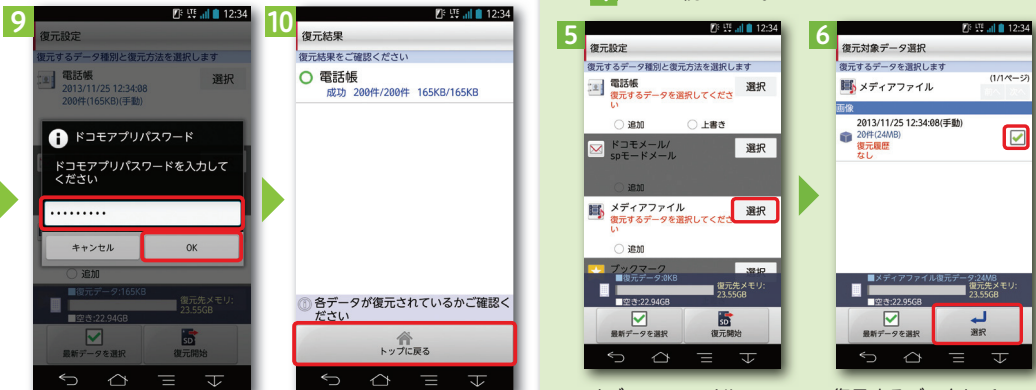 9
12:34
復元設定
復元するデータ種別と復元方法を選択します
電話帳
選択
2013/11/25 12:34:08
200件(165KB)(手動)
ドコモアプリパスワード
ドコモアプリパスワードを入力して
ください
•••••••••
キャンセル
OK
追加
復元データ:165KB
復元先メモリ:
23.55GB
空き:22.94GB
最新データを選択
復元開始
10
LTE 12:34
復元結果
復元結果をご確認ください
電話帳
成功 200件/200件 165KB/165KB
各データが復元されているかご確認く
ださい
トップに戻る
5
LTE 12:34
復元設定
復元するデータ種別と復元方法を選択します
電話帳
選択
復元するデータを選択してくださ
い
追加
上書き
ドコモメール/
spモードメール
選択
追加
メディアファイル
選択
復元するデータを選択してくださ
い
追加
ブックマーク
選択
復元データ:0KB
復元先メモリ:
23.55GB
空き:22.94GB
最新データを選択
SD
復元開始
6
LTE 12:34
復元対象データ選択
復元するデータを選択します
(1/1ページ)
メディアファイル
画像
2013/11/25 12:34:08(手動)
20件(24MB)
復元履歴
なし
メディアファイル復元データ:24MB
復元先メモリ:
23.55GB
空き:22.95GB
最新データを選択
選択